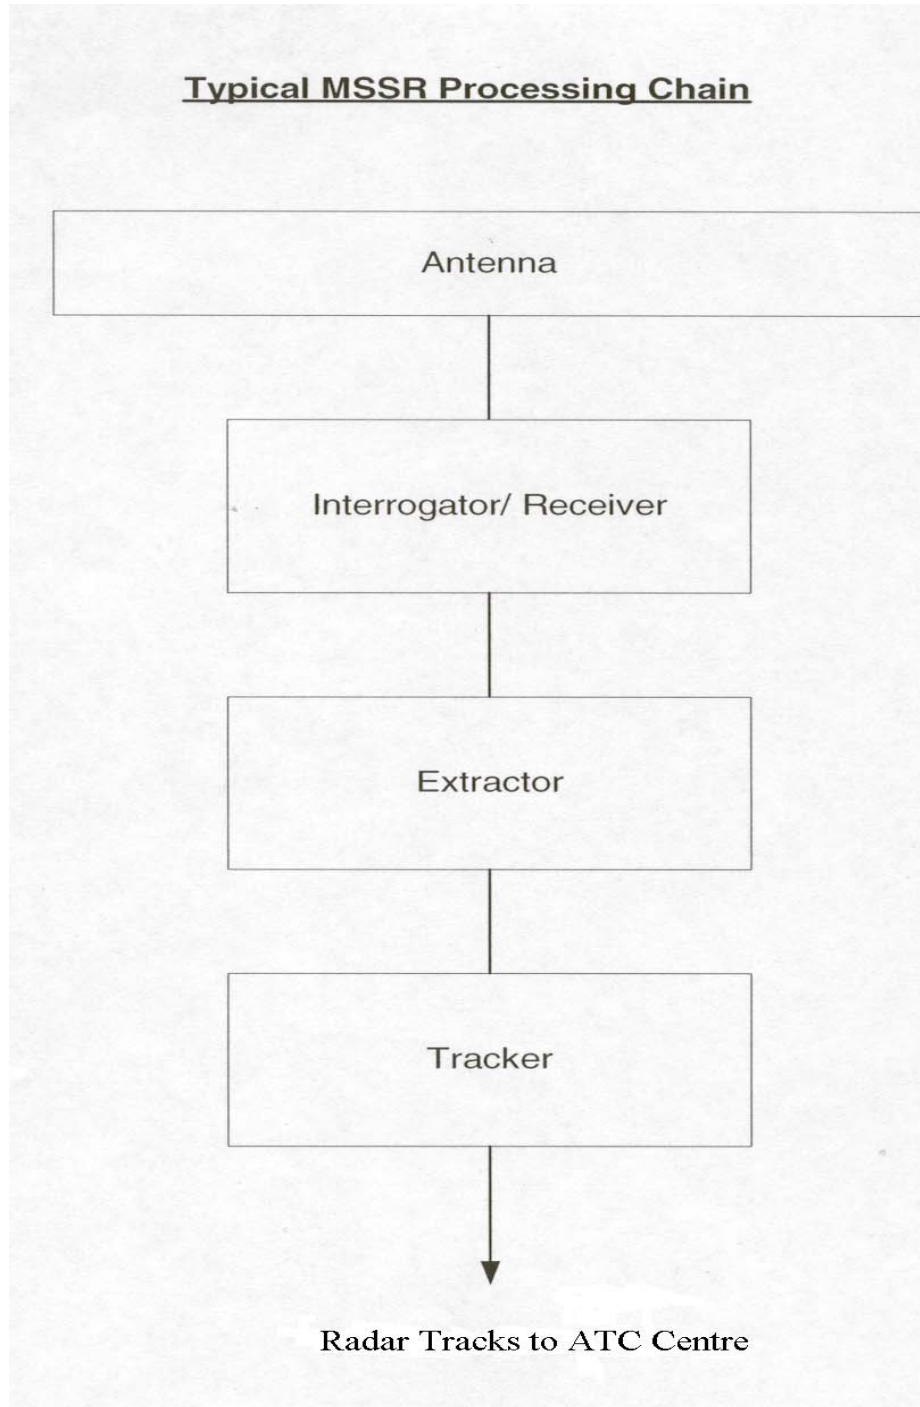 Typical MSSR Processing Chain
Antenna
Interrogator/ Receiver
Extractor
Tracker
Radar Tracks to ATC Centre